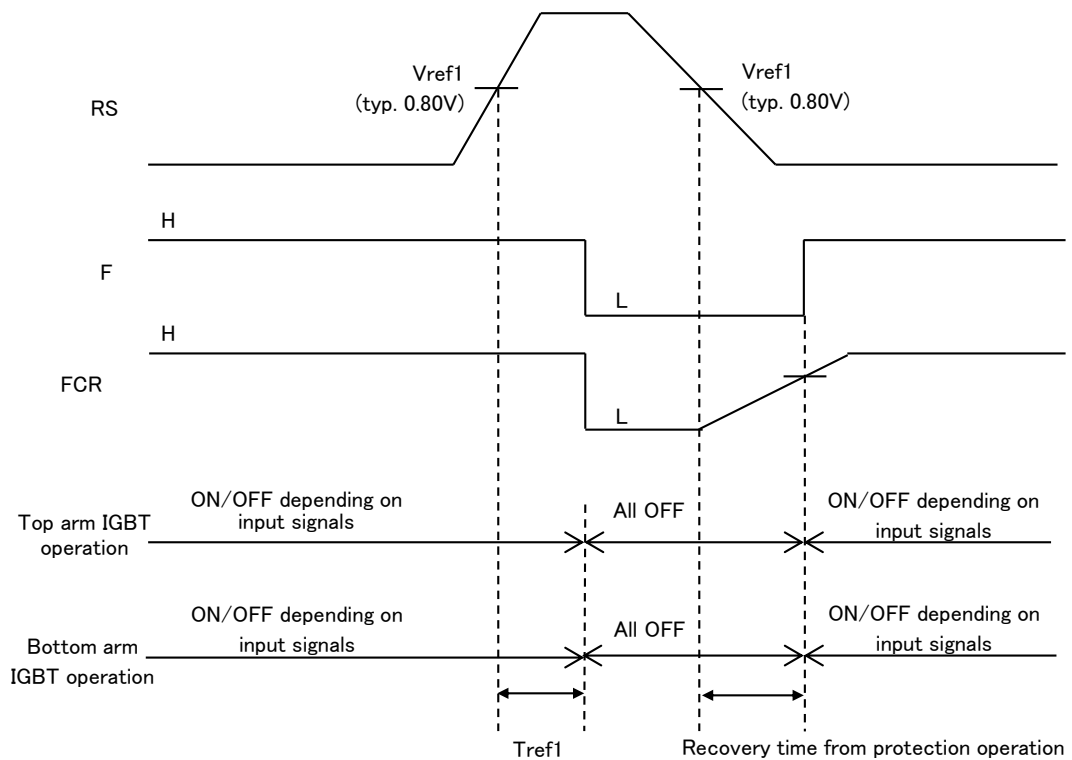 Vref1
(typ. 0.80V)
Vref1
(typ. 0.80V)
RS
H
F
L
H
FCR
L
Top arm IGBT
operation
ON/OFF depending on
input signals
All OFF
ON/OFF depending on
input signals
Bottom arm
IGBT operation
ON/OFF depending on
input signals
All OFF
ON/OFF depending on
input signals
Tref1
Recovery time from protection operation